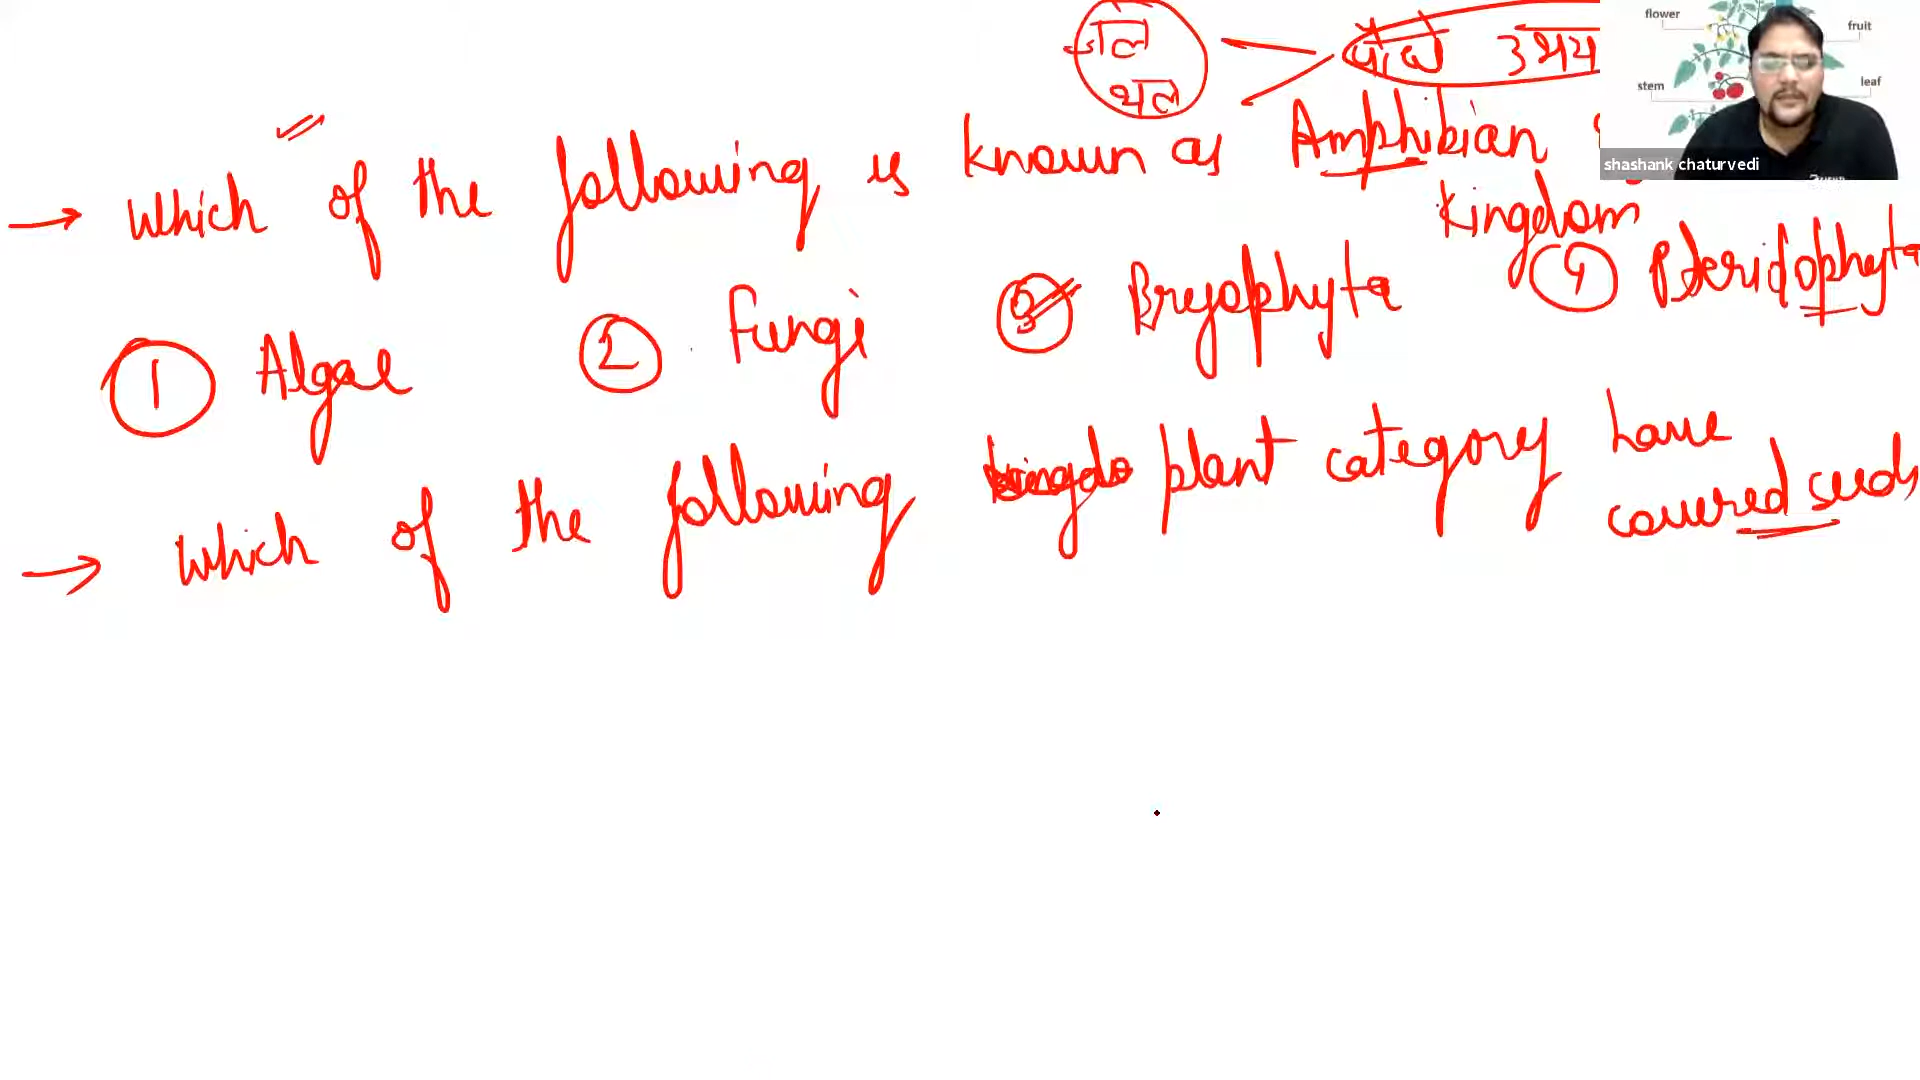 जल
थल
उभय
flower
fruit
stem
leaf
shashank chaturvedi
→ Which of the following is known as Amphibian
kingdom
① Algae ② Fungi ③ Bryophyta ④ Pteridophyta
→ Which of the following plant category have
covered seeds